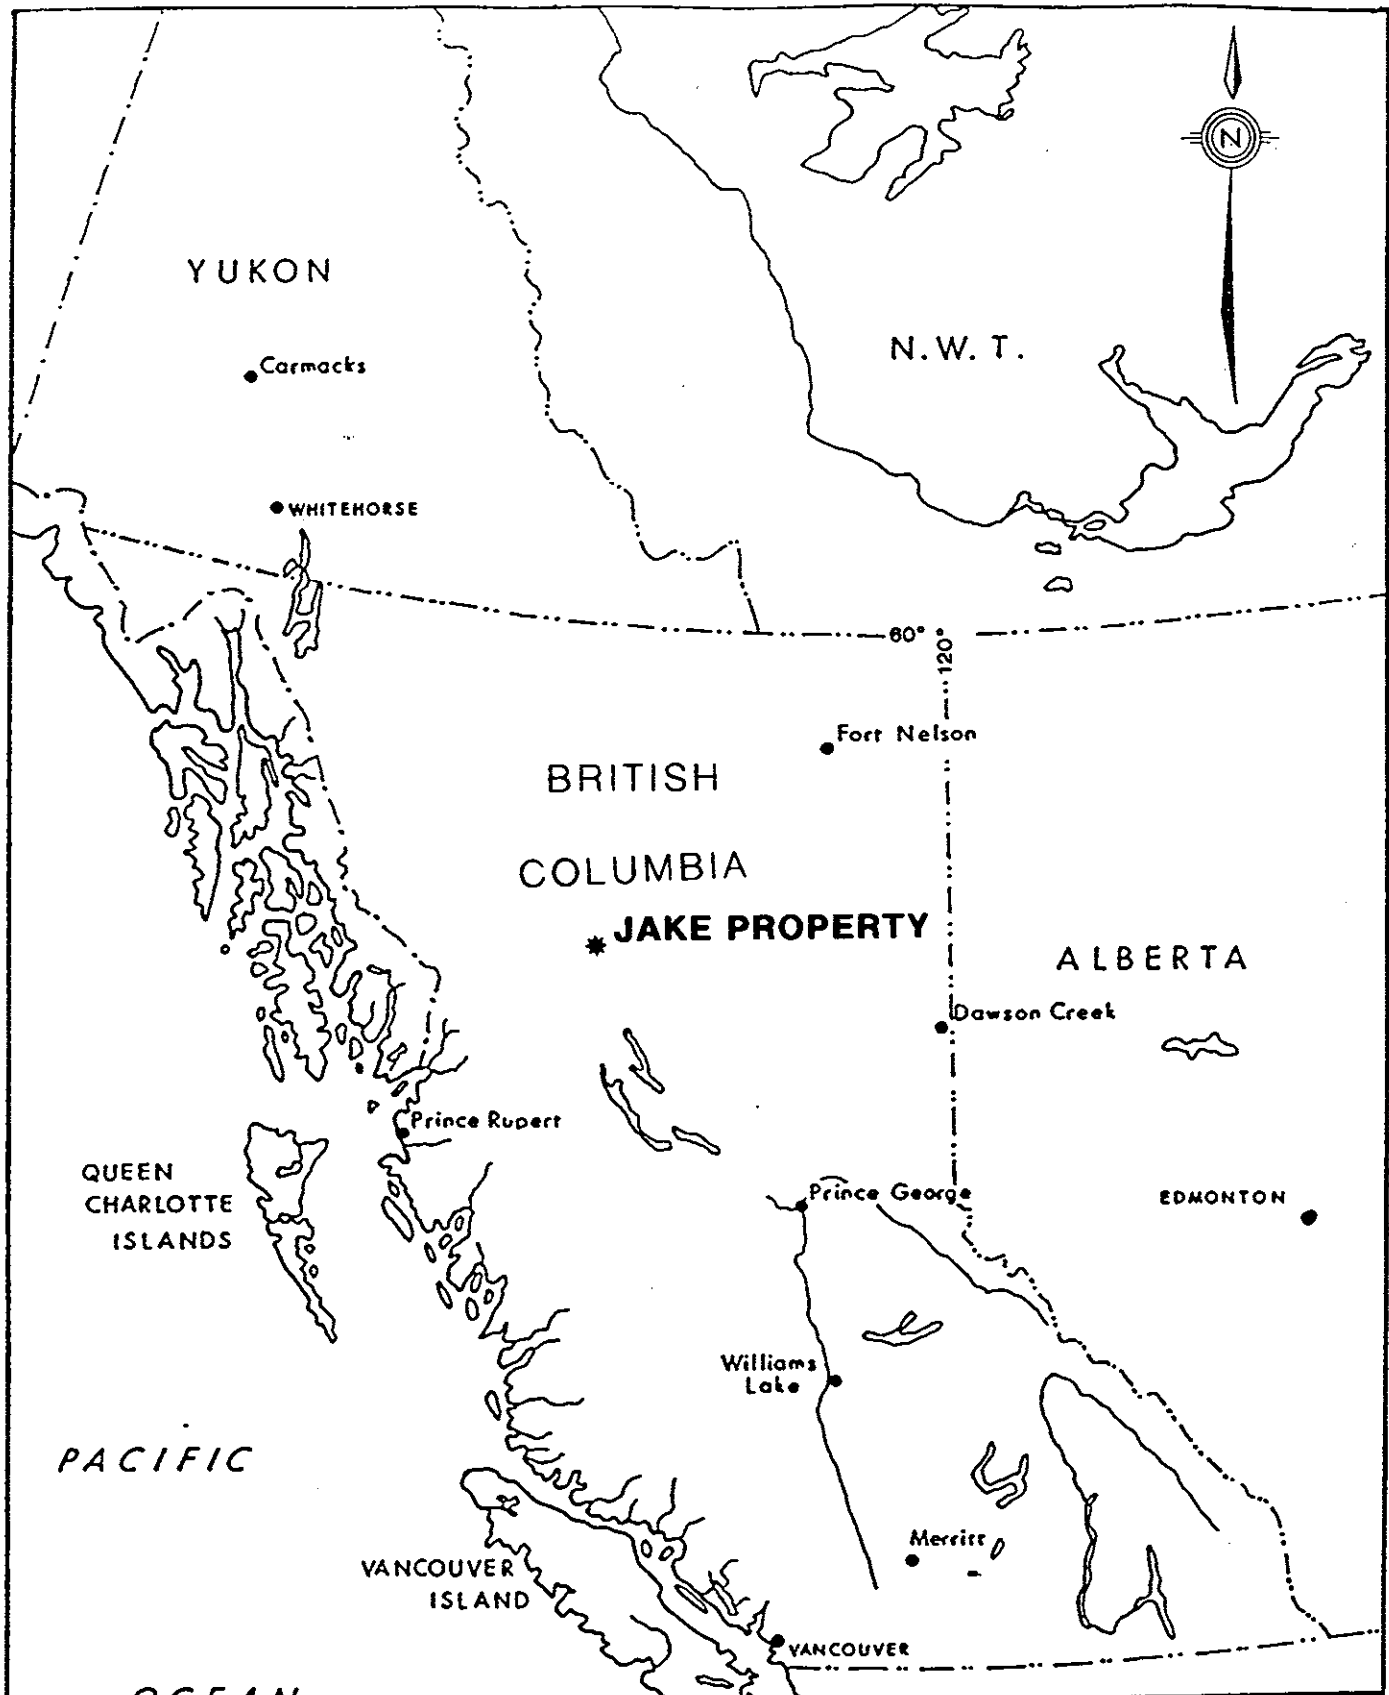 N
YUKON
N.W.T.
Carmacks
WHITEHORSE
60°
120°
Fort Nelson
BRITISH
COLUMBIA
JAKE PROPERTY
ALBERTA
Dawson Creek
Prince Rupert
QUEEN
CHARLOTTE
ISLANDS
Prince George
EDMONTON
Williams
Lake
PACIFIC
Merritt
VANCOUVER
ISLAND
VANCOUVER
OCEAN